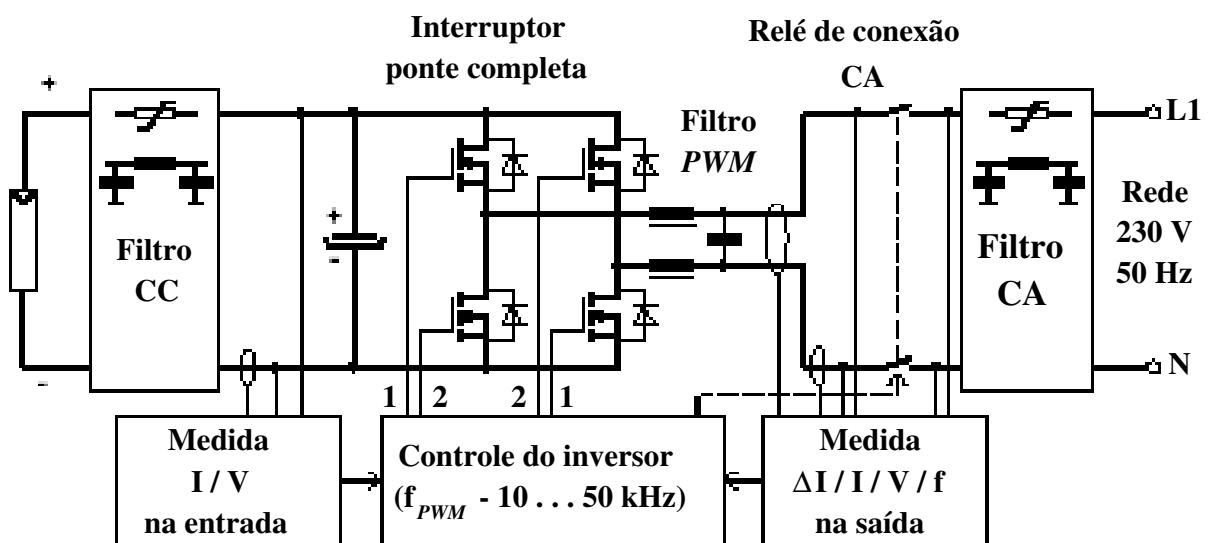 Interruptor
ponte completa
Relé de conexão
CA
+
L1
Filtro
PWM
Rede
230 V
50 Hz
+
-
Filtro
CC
Filtro
CA
-
N
1 2 2 1
Medida
I / V
na entrada
Controle do inversor
(fPWM - 10 . . . 50 kHz)
Medida
ΔI / I / V / f
na saída